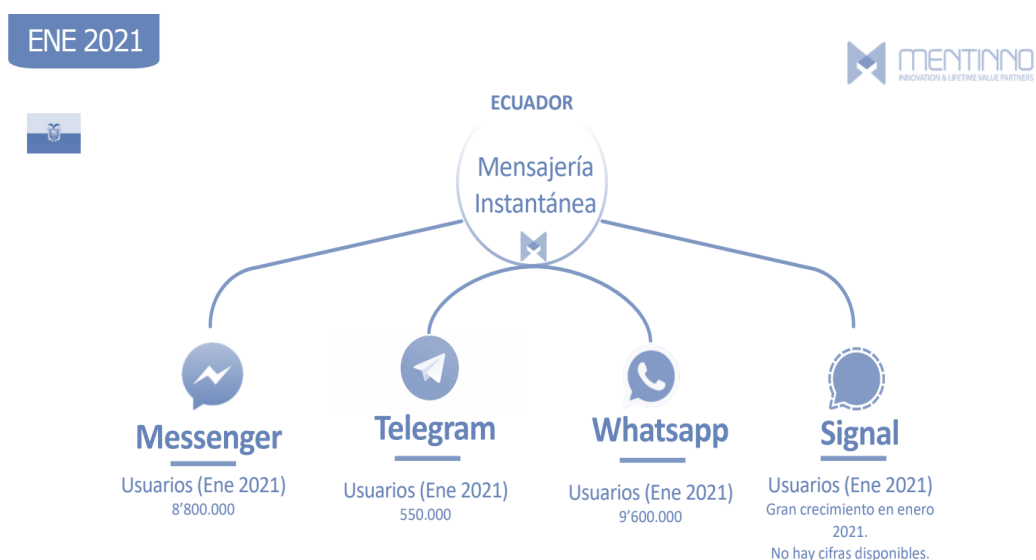 ENE 2021
MENTINNO
INNOVATION & LIFETIME VALUE PARTNERS
ECUADOR
Mensajería
Instantánea
Messenger
Usuarios (Ene 2021)
8'800.000
Telegram
Usuarios (Ene 2021)
550.000
Whatsapp
Usuarios (Ene 2021)
9'600.000
Signal
Usuarios (Ene 2021)
Gran crecimiento en enero
2021.
No hay cifras disponibles.